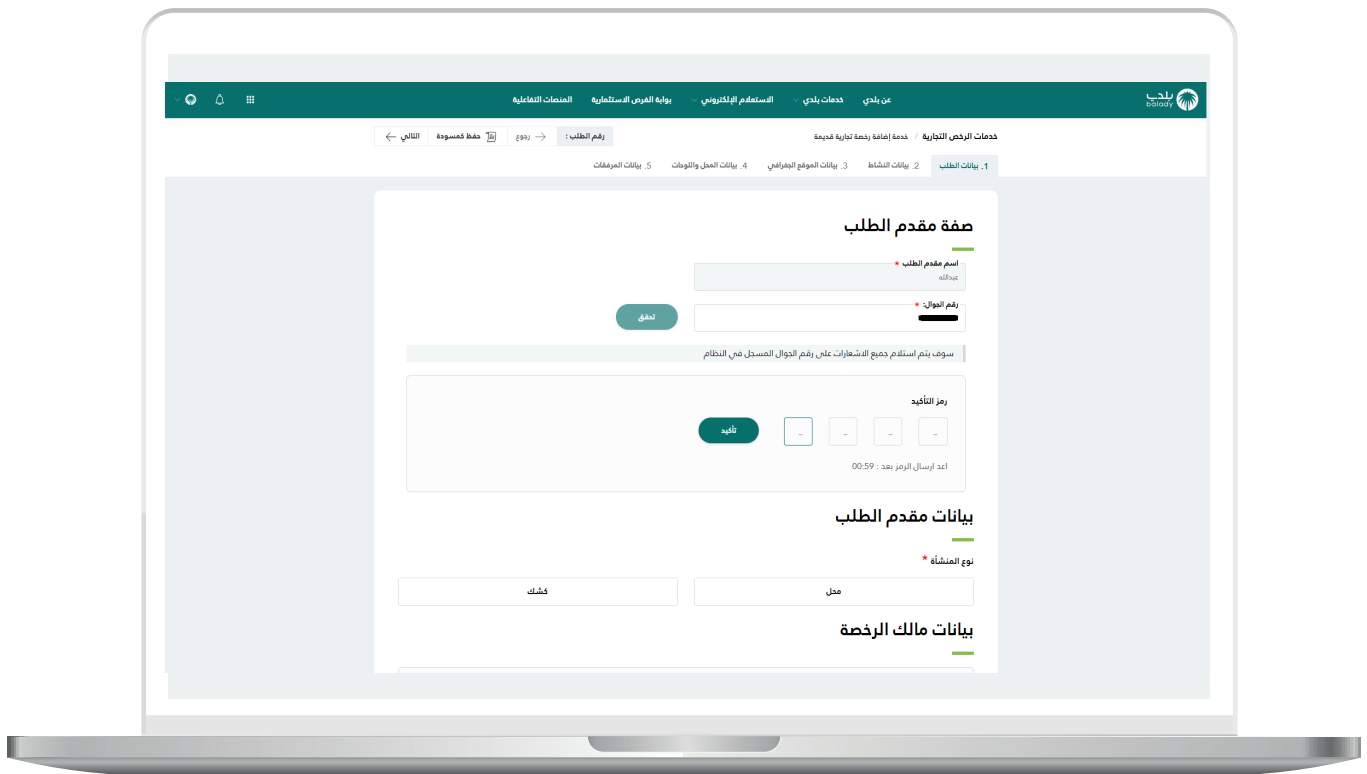 بلدي
balady
عن بلدي خدمات بلدي الاستعلام الإلكتروني بوابة الفرص الاستثمارية المنصات التفاعلية
خدمات الرخص التجارية / خدمة إضافة رخصة تجارية قديمة
رقم الطلب : رجوع حفظ كمسودة التالي
1. بيانات الطلب 2. بيانات النشاط 3. بيانات الموقع الجغرافي 4. بيانات المحل واللوحات 5. بيانات المرفقات
صفة مقدم الطلب
اسم مقدم الطلب *
عبدالله
رقم الجوال: *
تحقق
سوف يتم استلام جميع الاشعارات على رقم الجوال المسجل في النظام
رمز التأكيد
– – – – تأكيد
اعد ارسال الرمز بعد : 00:59
بيانات مقدم الطلب
نوع المنشأة *
محل كشك
بيانات مالك الرخصة